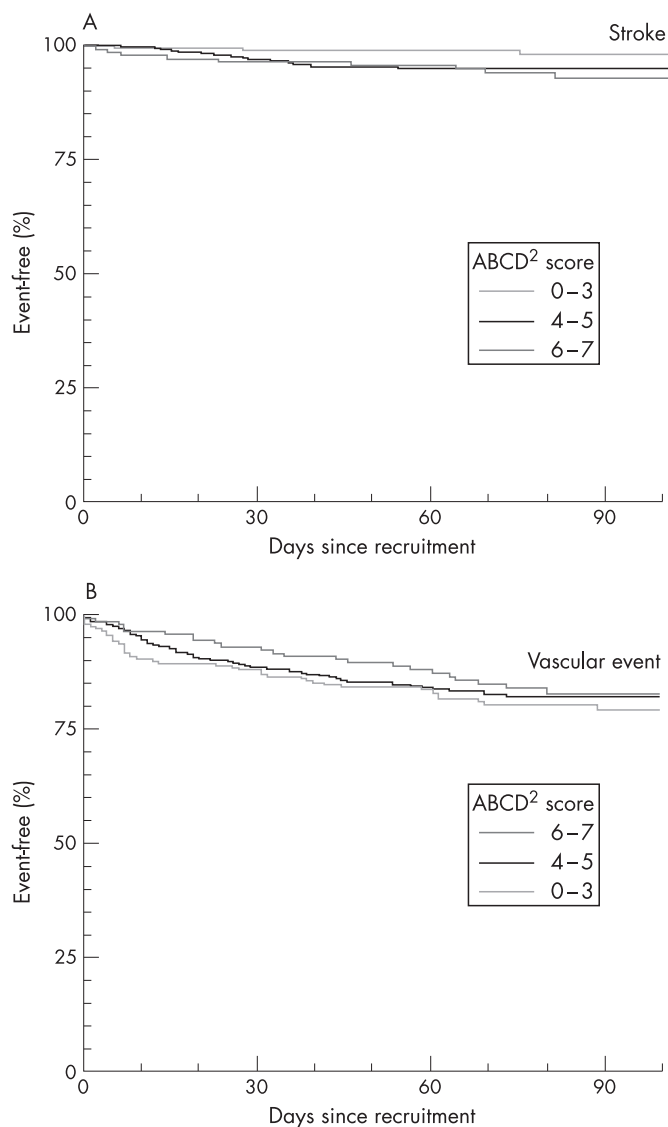 A
Stroke
100
75
50
25
0
Event-free (%)
ABCD² score
0–3
4–5
6–7
0 30 60 90
Days since recruitment
B
Vascular event
100
75
50
25
0
Event-free (%)
ABCD² score
6–7
4–5
0–3
0 30 60 90
Days since recruitment